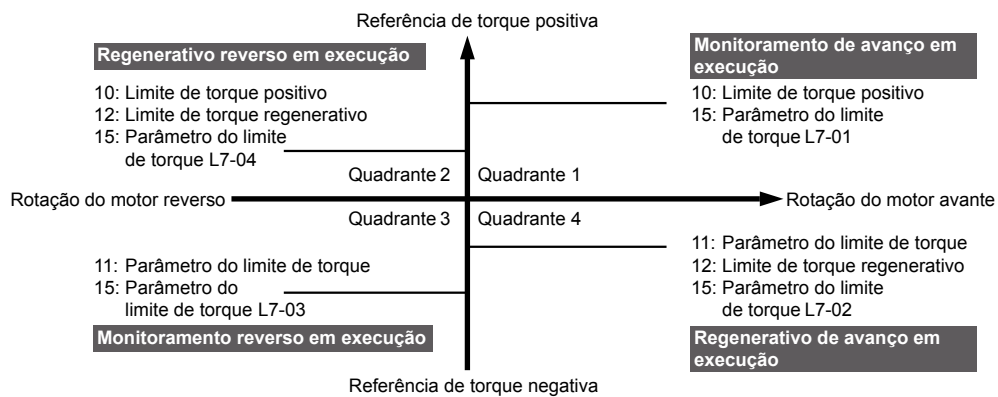 Referência de torque positiva
Regenerativo reverso em execução
10: Limite de torque positivo
12: Limite de torque regenerativo
15: Parâmetro do limite
de torque L7-04
Monitoramento de avanço em
execução
10: Limite de torque positivo
15: Parâmetro do limite
de torque L7-01
Quadrante 2
Quadrante 1
Rotação do motor reverso
Rotação do motor avante
Quadrante 3
Quadrante 4
11: Parâmetro do limite de torque
15: Parâmetro do
limite de torque L7-03
Monitoramento reverso em execução
11: Parâmetro do limite de torque
12: Limite de torque regenerativo
15: Parâmetro do limite
de torque L7-02
Regenerativo de avanço em
execução
Referência de torque negativa